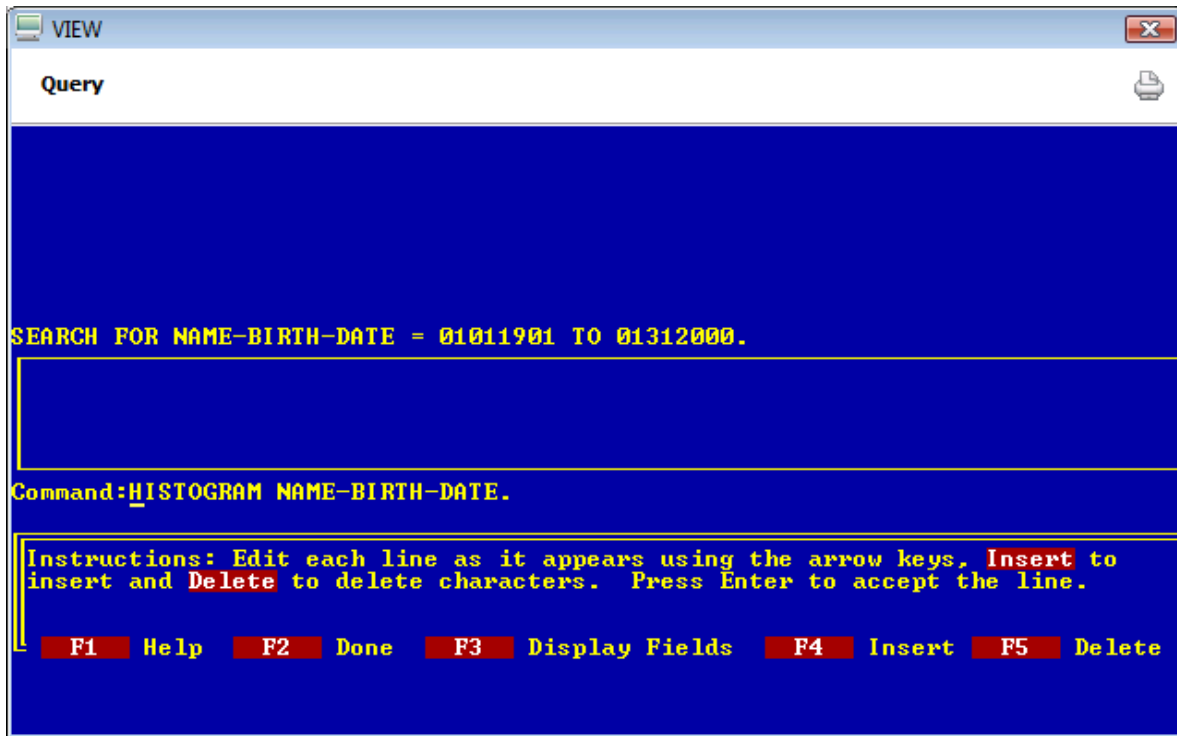 VIEW
Query
SEARCH FOR NAME-BIRTH-DATE = 01011901 TO 01312000.
Command:HISTOGRAM NAME-BIRTH-DATE.
Instructions: Edit each line as it appears using the arrow keys, Insert to
insert and Delete to delete characters.  Press Enter to accept the line.
F1 Help F2 Done F3 Display Fields F4 Insert F5 Delete